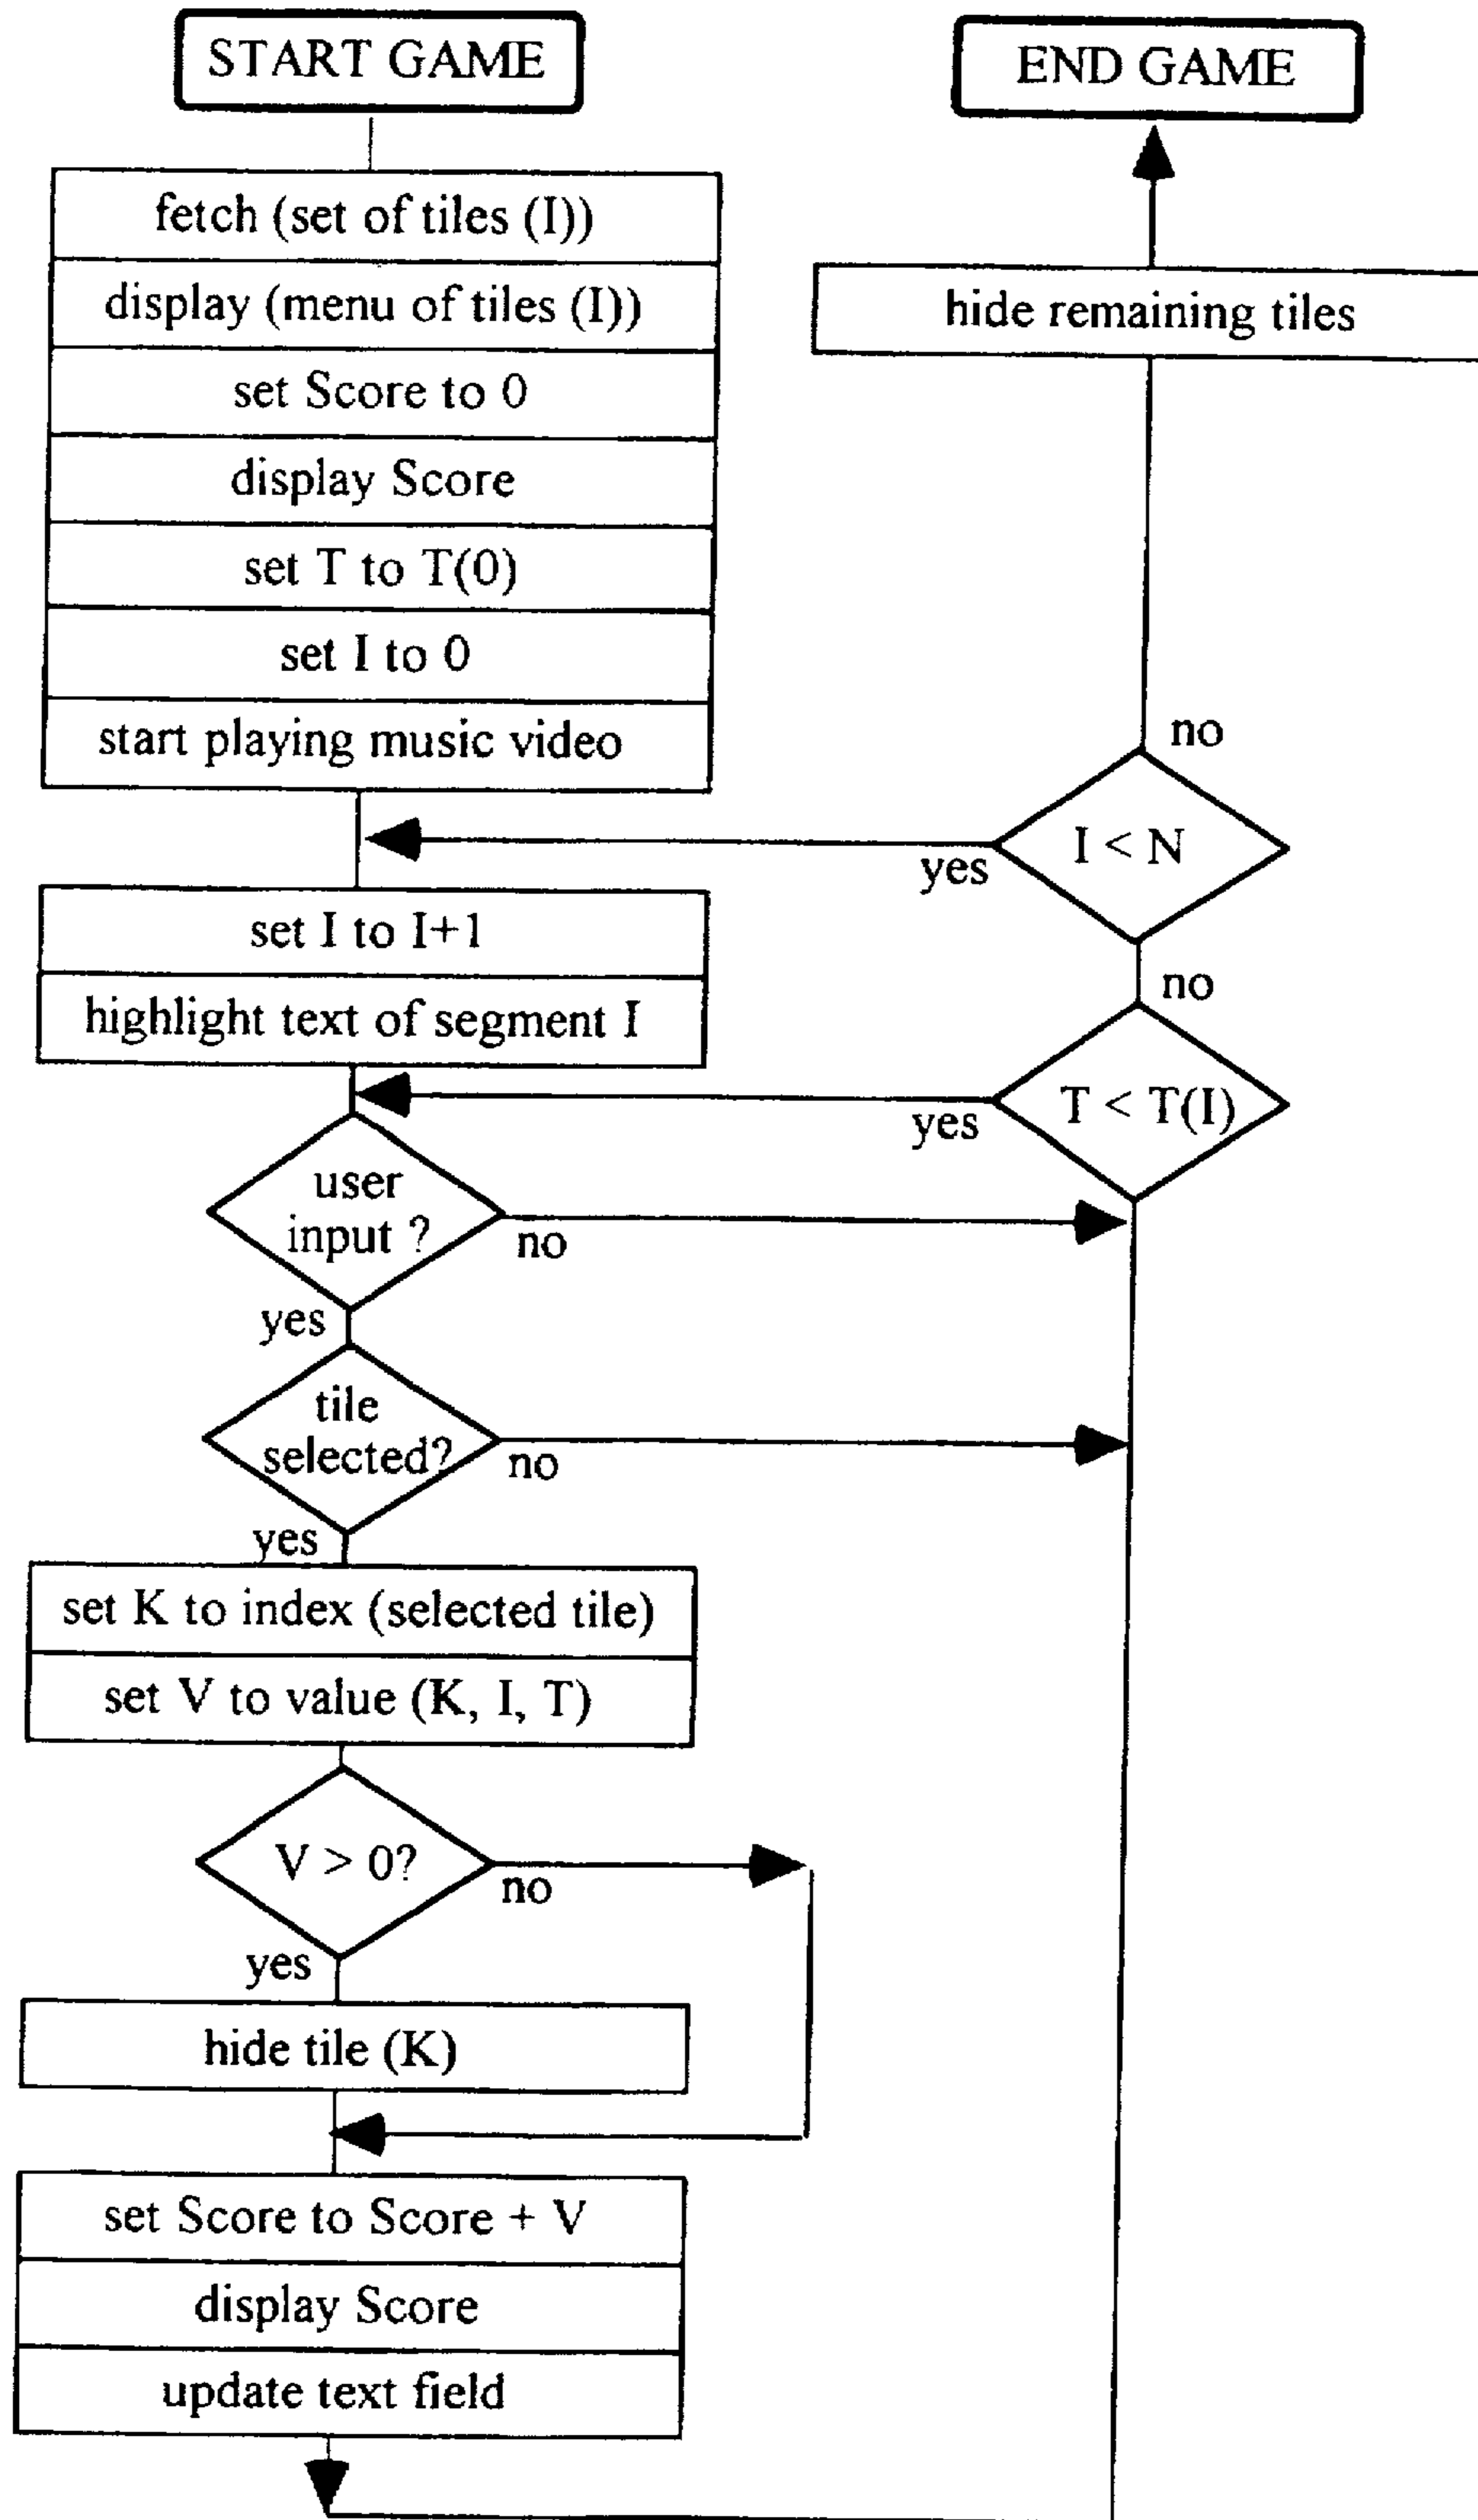 START GAME
fetch (set of tiles (I))
display (menu of tiles (I))
set Score to 0
display Score
set T to T(0)
set I to 0
start playing music video
set I to I+1
highlight text of segment I
user
input ?
no
yes
tile
selected?
no
yes
set K to index (selected tile)
set V to value (K, I, T)
V > 0?
no
yes
hide tile (K)
set Score to Score + V
display Score
update text field
END GAME
hide remaining tiles
no
I < N
yes
no
T < T(I)
yes